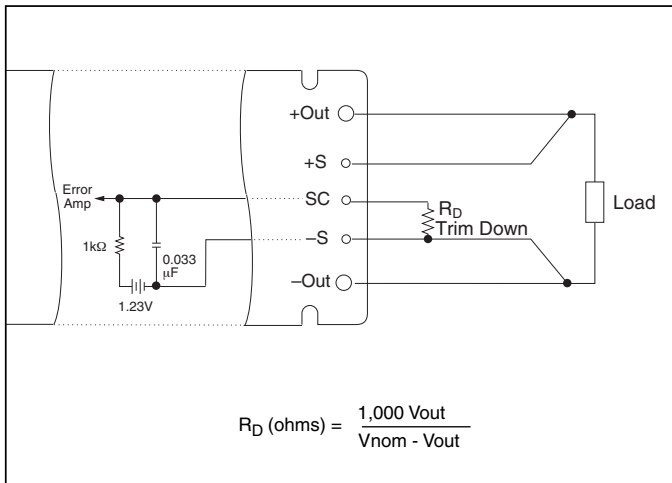 +Out
+S
Error
Amp
SC
R_D
Load
1kΩ
0.033
μF
–S
Trim Down
1.23V
–Out
R_D (ohms) = 1,000 Vout
Vnom - Vout